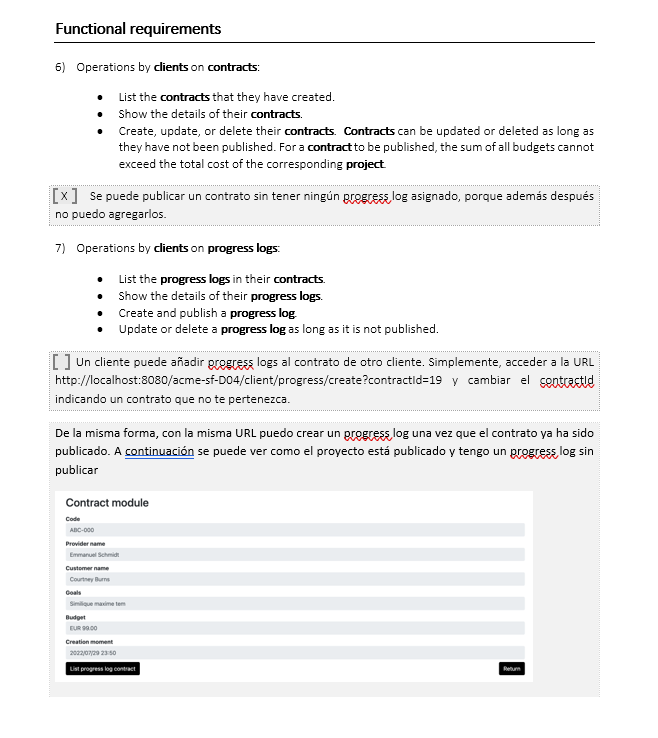 Functional requirements
6) Operations by clients on contracts:
• List the contracts that they have created.
• Show the details of their contracts.
• Create, update, or delete their contracts. Contracts can be updated or deleted as long as
they have not been published. For a contract to be published, the sum of all budgets cannot
exceed the total cost of the corresponding project.
[ X ] Se puede publicar un contrato sin tener ningún progress log asignado, porque además después
no puedo agregarlos.
7) Operations by clients on progress logs:
• List the progress logs in their contracts.
• Show the details of their progress logs.
• Create and publish a progress log.
• Update or delete a progress log as long as it is not published.
[ ] Un cliente puede añadir progress logs al contrato de otro cliente. Simplemente, acceder a la URL
http://localhost:8080/acme-sf-D04/client/progress/create?contractId=19 y cambiar el contractId
indicando un contrato que no te pertenezca.
De la misma forma, con la misma URL puedo crear un progress log una vez que el contrato ya ha sido
publicado. A continuación se puede ver como el proyecto está publicado y tengo un progress log sin
publicar
Contract module
Code
ABC-000
Provider name
Emmanuel Schmidt
Customer name
Courtney Burns
Goals
Similique maxime tem
Budget
EUR 99.00
Creation moment
2022/07/29 23:50
List progress log contract
Return